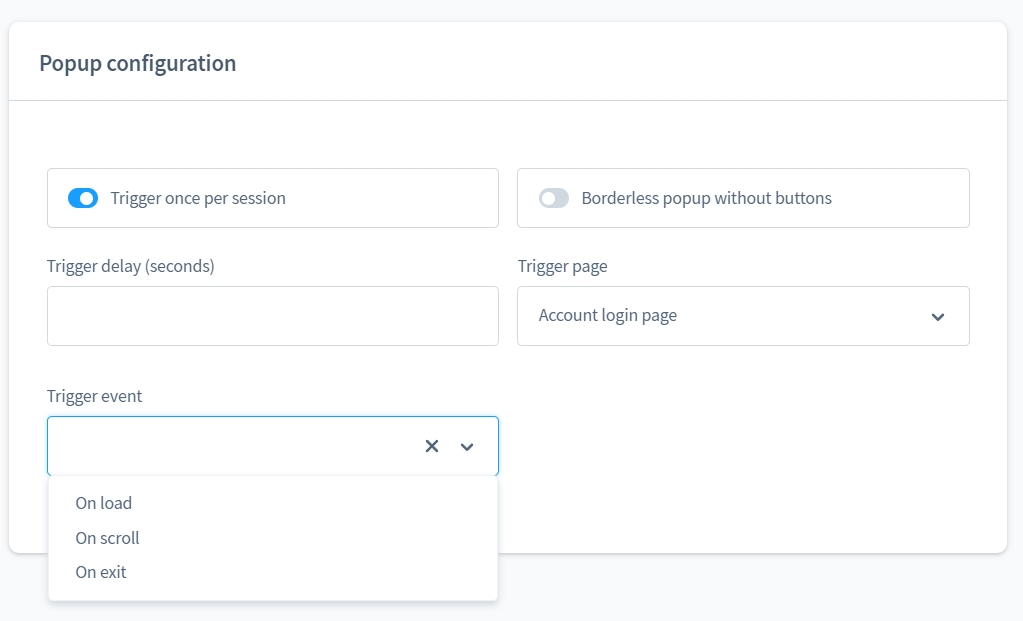 Popup configuration
Trigger once per session
Borderless popup without buttons
Trigger delay (seconds)
Trigger page
Account login page
Trigger event
On load
On scroll
On exit